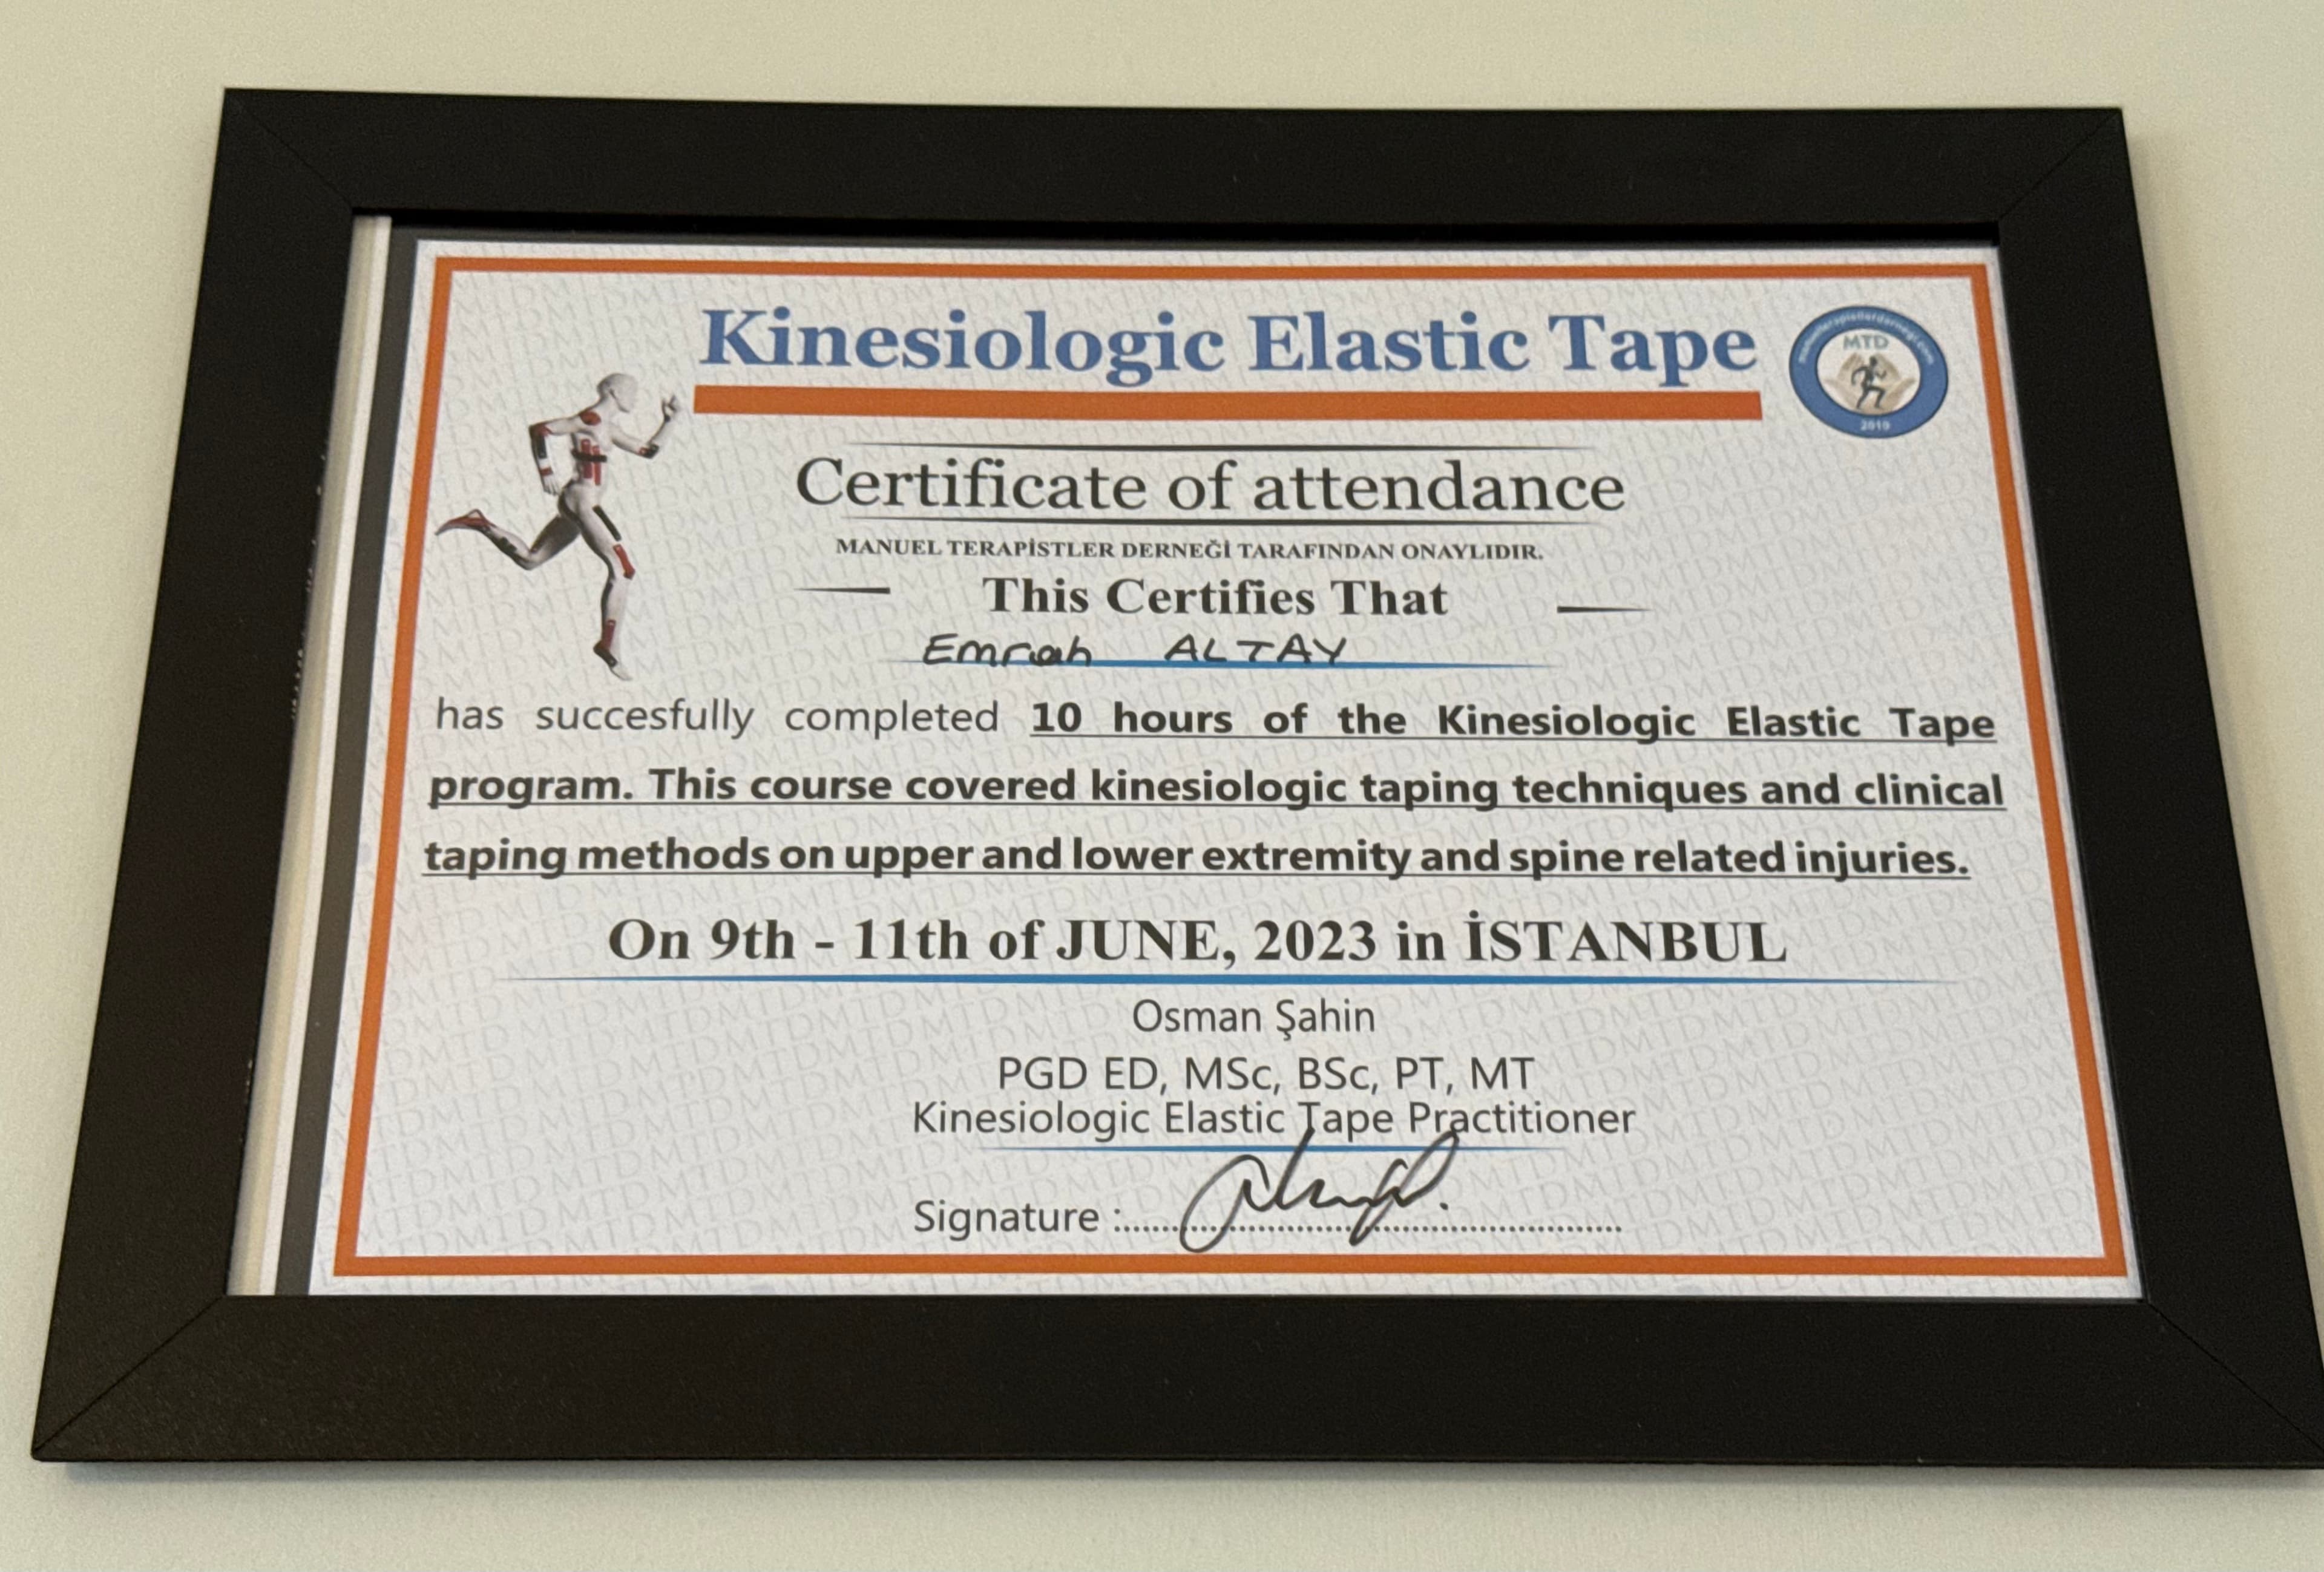 Kinesiologic Elastic Tape
MTD
2019
Certificate of attendance
MANUEL TERAPİSTLER DERNEĞİ TARAFINDAN ONAYLIDIR.
This Certifies That
Emrah ALTAY
has succesfully completed 10 hours of the Kinesiologic Elastic Tape
program. This course covered kinesiologic taping techniques and clinical
taping methods on upper and lower extremity and spine related injuries.
On 9th - 11th of JUNE, 2023 in İSTANBUL
Osman Şahin
PGD ED, MSc, BSc, PT, MT
Kinesiologic Elastic Tape Practitioner
Signature :